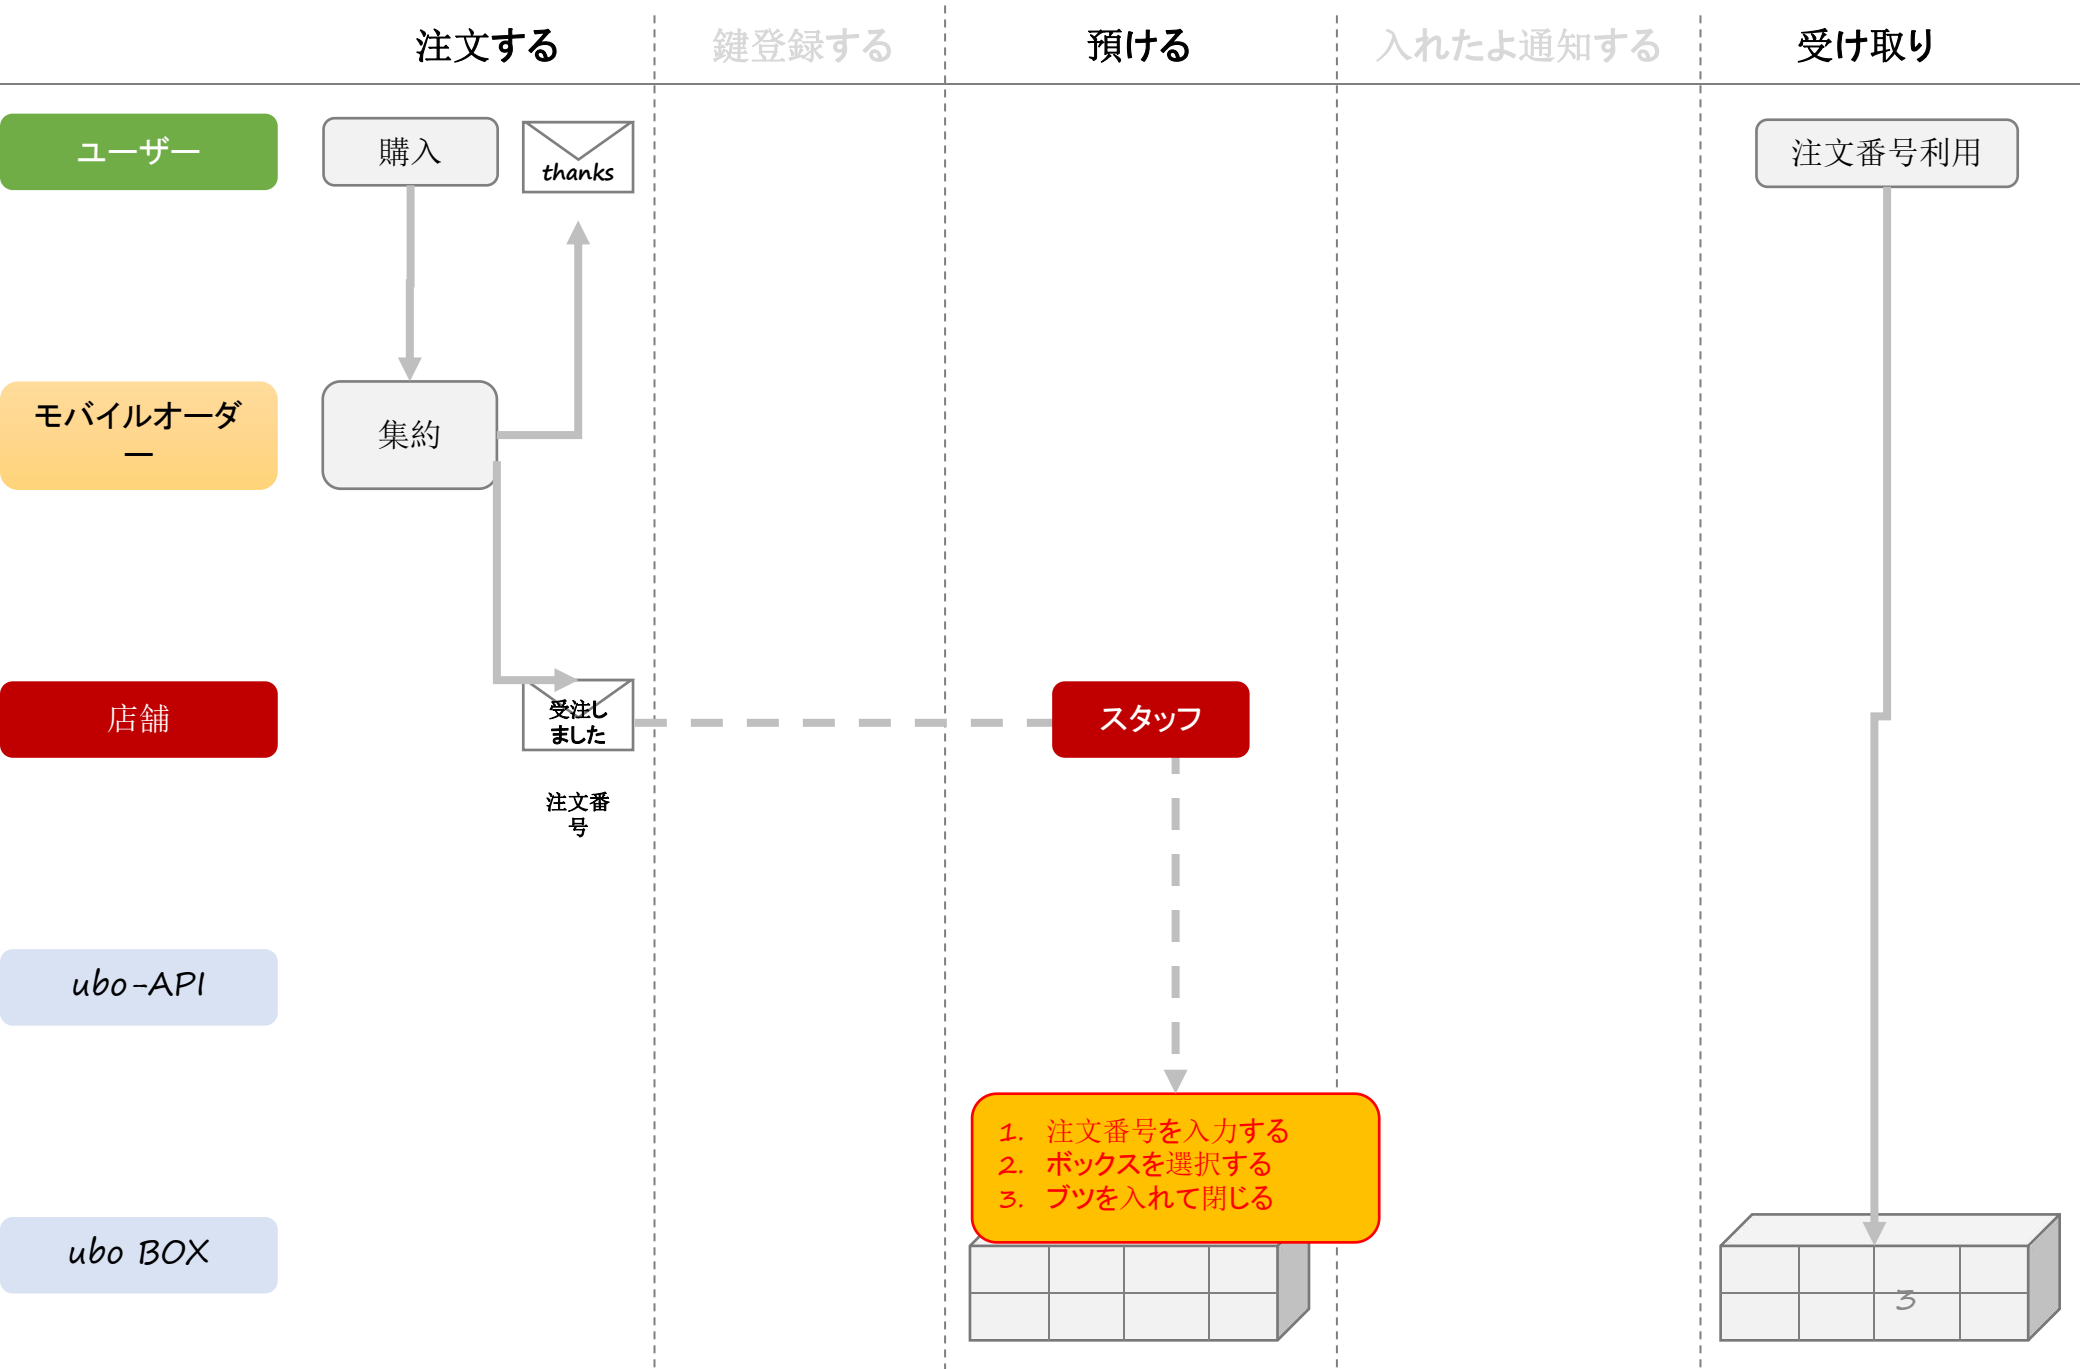 注文する
鍵登録する
預ける
入れたよ通知する
受け取り
ユーザー
購入
thanks
注文番号利用
モバイルオーダ
ー
集約
店舗
受注し
ました
スタッフ
注文番
号
ubo-API
1. 注文番号を入力する
2. ボックスを選択する
3. ブツを入れて閉じる
ubo BOX
3